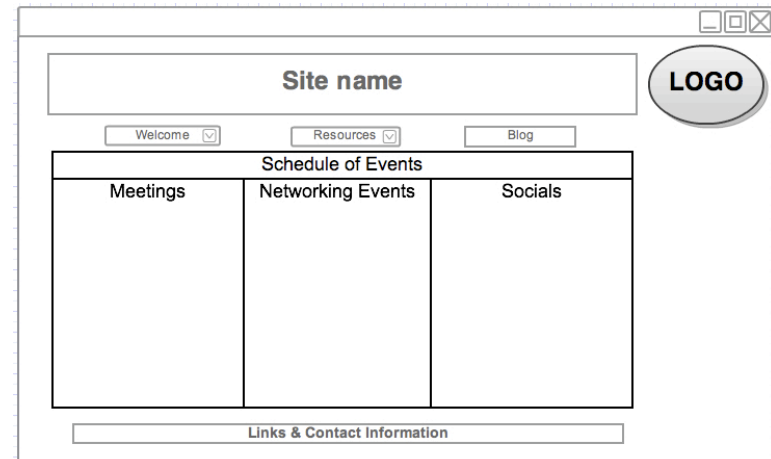 Site name
LOGO
Welcome
Resources
Blog
Schedule of Events
Meetings
Networking Events
Socials
Links & Contact Information